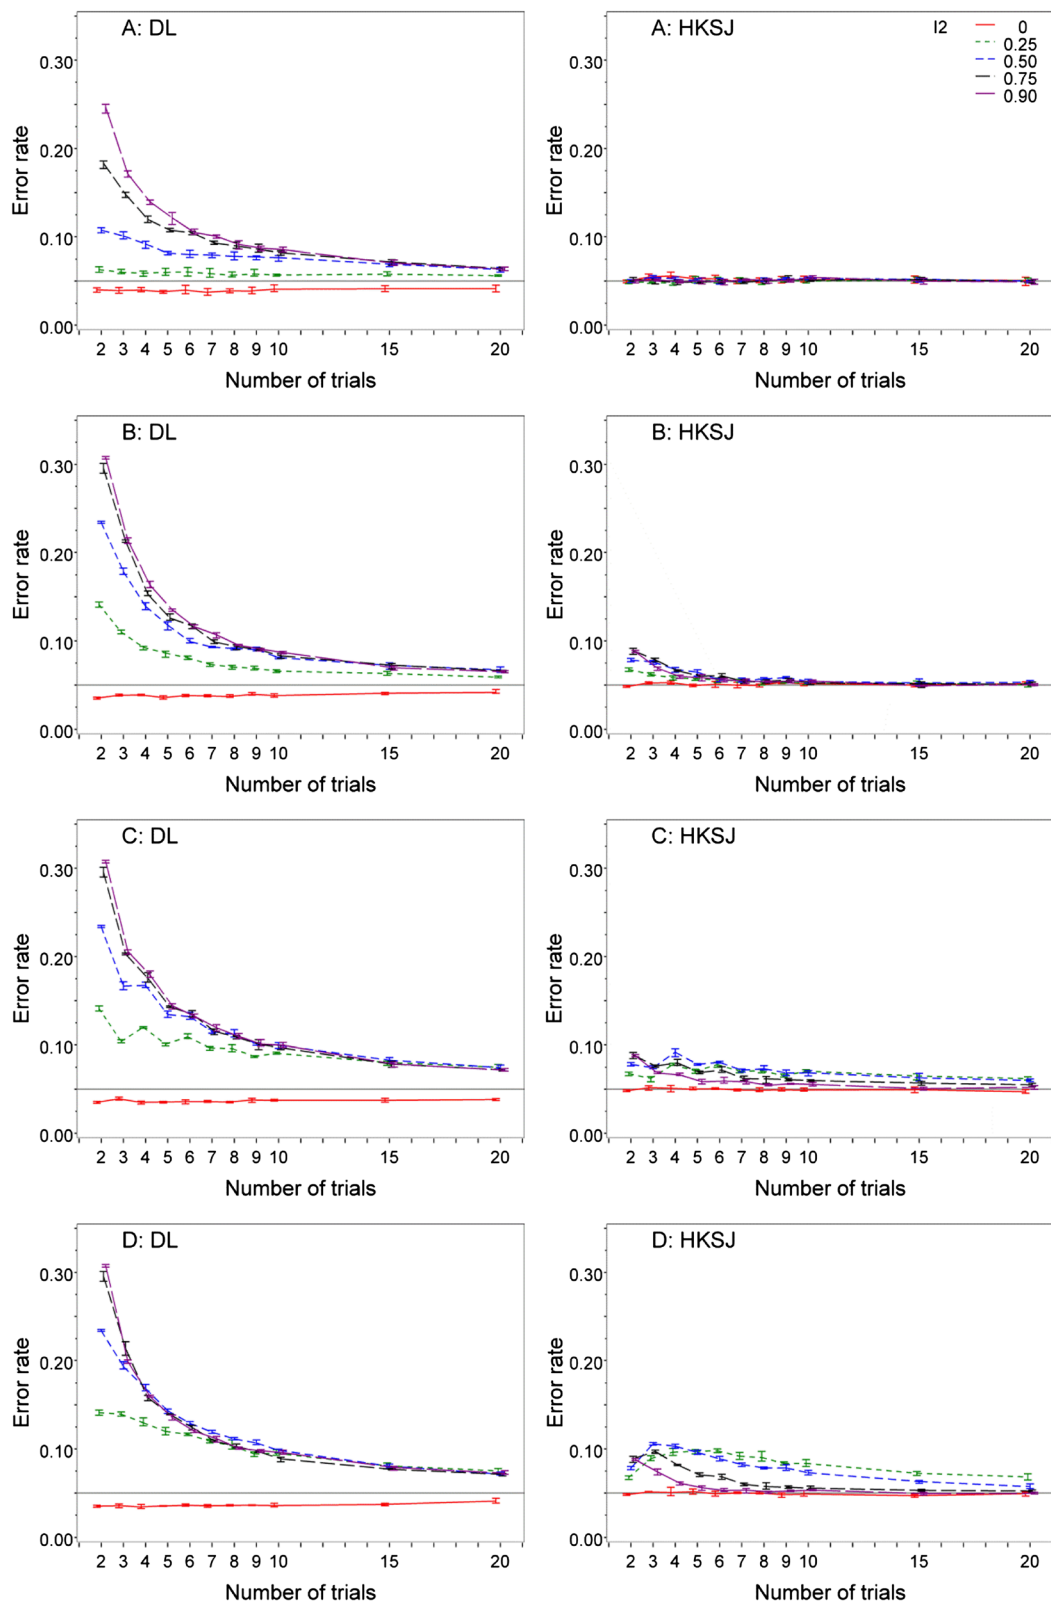 A: DL
Error rate
0.30
0.20
0.10
0.00
2 3 4 5 6 7 8 9 10 15 20
Number of trials
A: HKSJ
I2
0
0.25
0.50
0.75
0.90
Error rate
0.30
0.20
0.10
0.00
2 3 4 5 6 7 8 9 10 15 20
Number of trials
B: DL
Error rate
0.30
0.20
0.10
0.00
2 3 4 5 6 7 8 9 10 15 20
Number of trials
B: HKSJ
Error rate
0.30
0.20
0.10
0.00
2 3 4 5 6 7 8 9 10 15 20
Number of trials
C: DL
Error rate
0.30
0.20
0.10
0.00
2 3 4 5 6 7 8 9 10 15 20
Number of trials
C: HKSJ
Error rate
0.30
0.20
0.10
0.00
2 3 4 5 6 7 8 9 10 15 20
Number of trials
D: DL
Error rate
0.30
0.20
0.10
0.00
2 3 4 5 6 7 8 9 10 15 20
Number of trials
D: HKSJ
Error rate
0.30
0.20
0.10
0.00
2 3 4 5 6 7 8 9 10 15 20
Number of trials